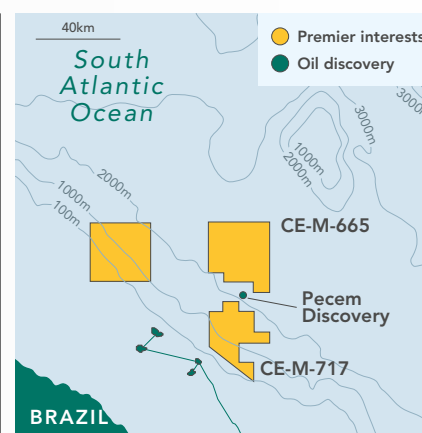 40km
Premier interests
Oil discovery
South
Atlantic
Ocean
3000m
3000m
1000m
2000m
2000m
1000m
100m
CE-M-665
Pecem
Discovery
CE-M-717
BRAZIL